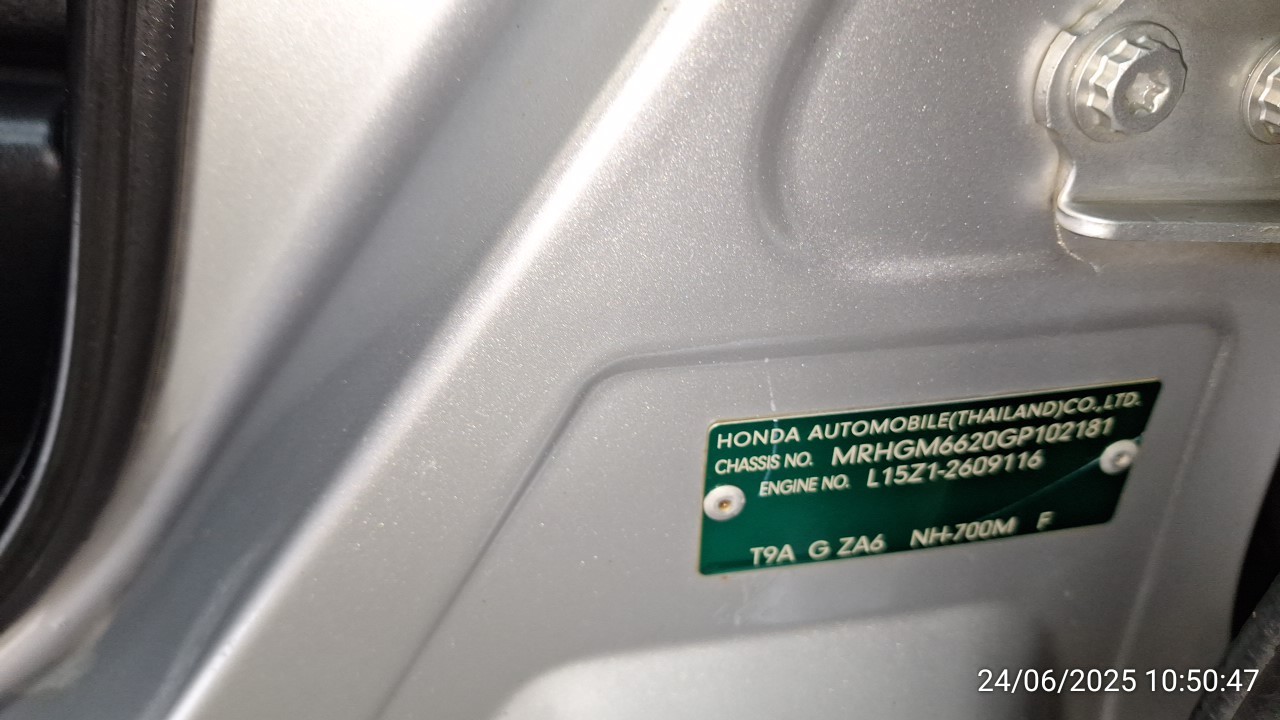 HONDA AUTOMOBILE(THAILAND)CO.,LTD.
CHASSIS NO. MRHGM6620GP102181
ENGINE NO. L15Z1-2609116
T9A G ZA6 NH-700M F
24/06/2025 10:50:47